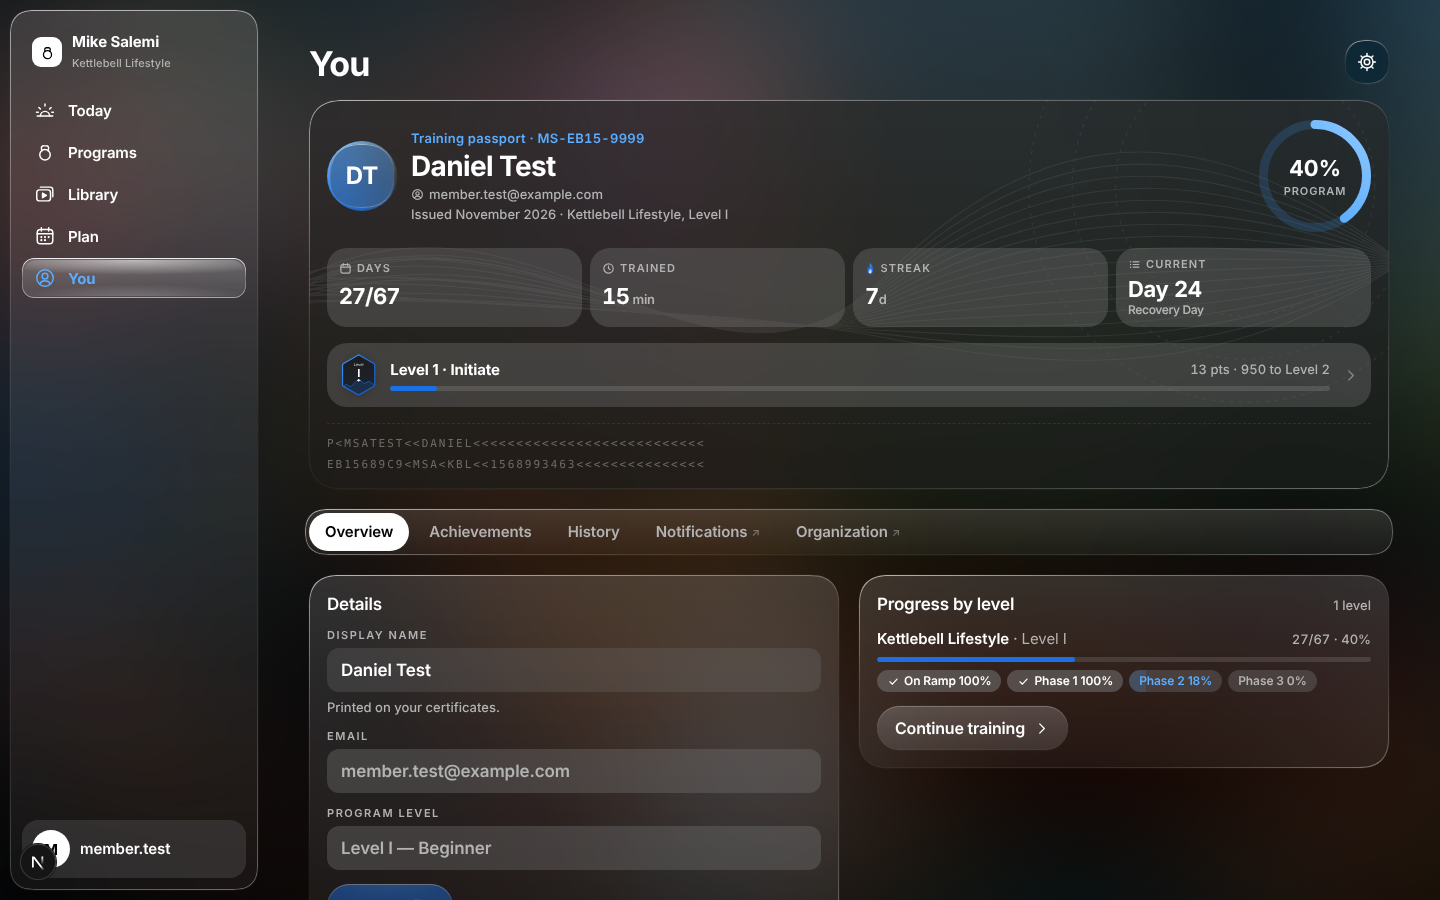 Mike Salemi
Kettlebell Lifestyle
Today
Programs
Library
Plan
You
member.test
N
You
Training passport · MS-EB15-9999
DT
Daniel Test
member.test@example.com
Issued November 2026 · Kettlebell Lifestyle, Level I
40%
PROGRAM
DAYS
27/67
TRAINED
15 min
STREAK
7d
CURRENT
Day 24
Recovery Day
Level 1 · Initiate
13 pts · 950 to Level 2
P<MSATEST<<DANIEL<<<<<<<<<<<<<<<<<<<<<<<<<<<
EB15689C9<MSA<KBL<<1568993463<<<<<<<<<<<<<<<
Overview
Achievements
History
Notifications
Organization
Details
DISPLAY NAME
Daniel Test
Printed on your certificates.
EMAIL
member.test@example.com
PROGRAM LEVEL
Level I — Beginner
Progress by level
1 level
Kettlebell Lifestyle · Level I
27/67 · 40%
On Ramp 100%
Phase 1 100%
Phase 2 18%
Phase 3 0%
Continue training